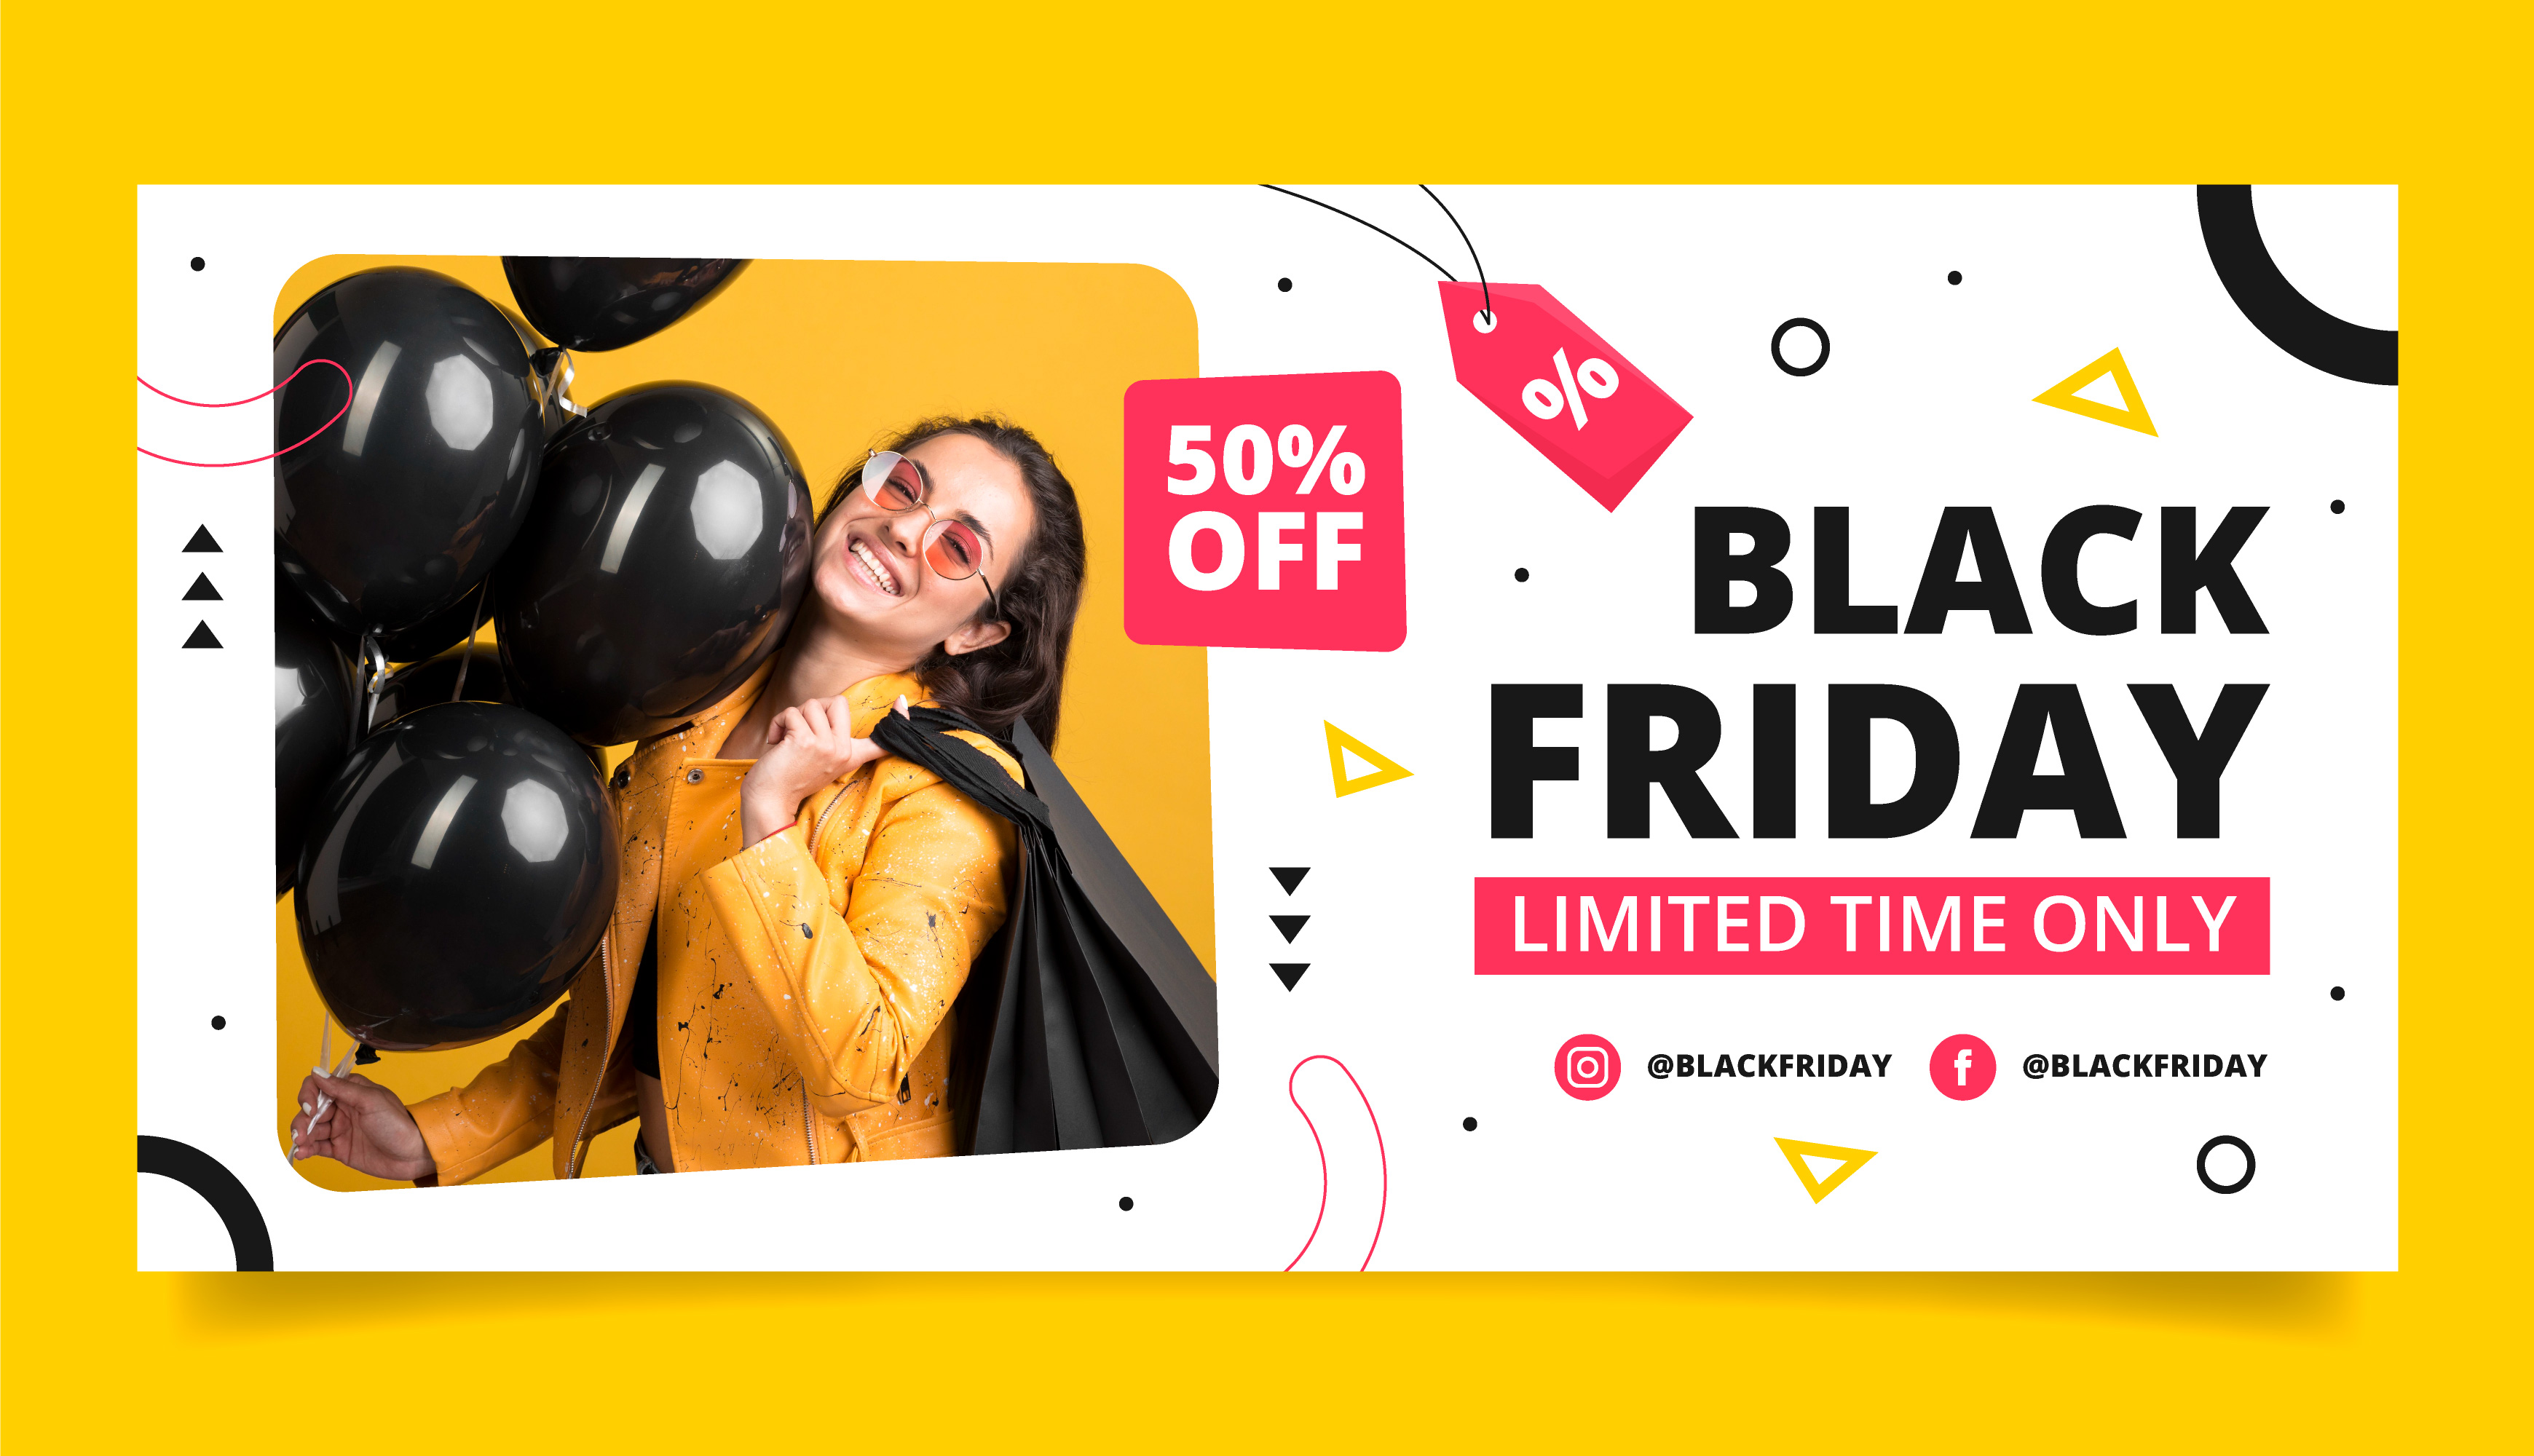 50%
OFF
%
BLACK
FRIDAY
LIMITED TIME ONLY
@BLACKFRIDAY @BLACKFRIDAY